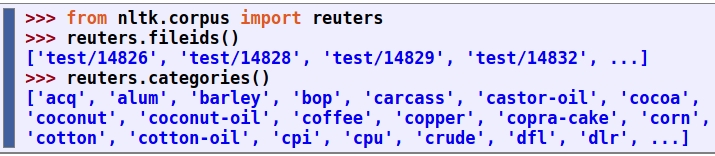 >>> from nltk.corpus import reuters
>>> reuters.fileids()
['test/14826', 'test/14828', 'test/14829', 'test/14832', ...]
>>> reuters.categories()
['acq', 'alum', 'barley', 'bop', 'carcass', 'castor-oil', 'cocoa',
'coconut', 'coconut-oil', 'coffee', 'copper', 'copra-cake', 'corn',
'cotton', 'cotton-oil', 'cpi', 'cpu', 'crude', 'dfl', 'dlr', ...]